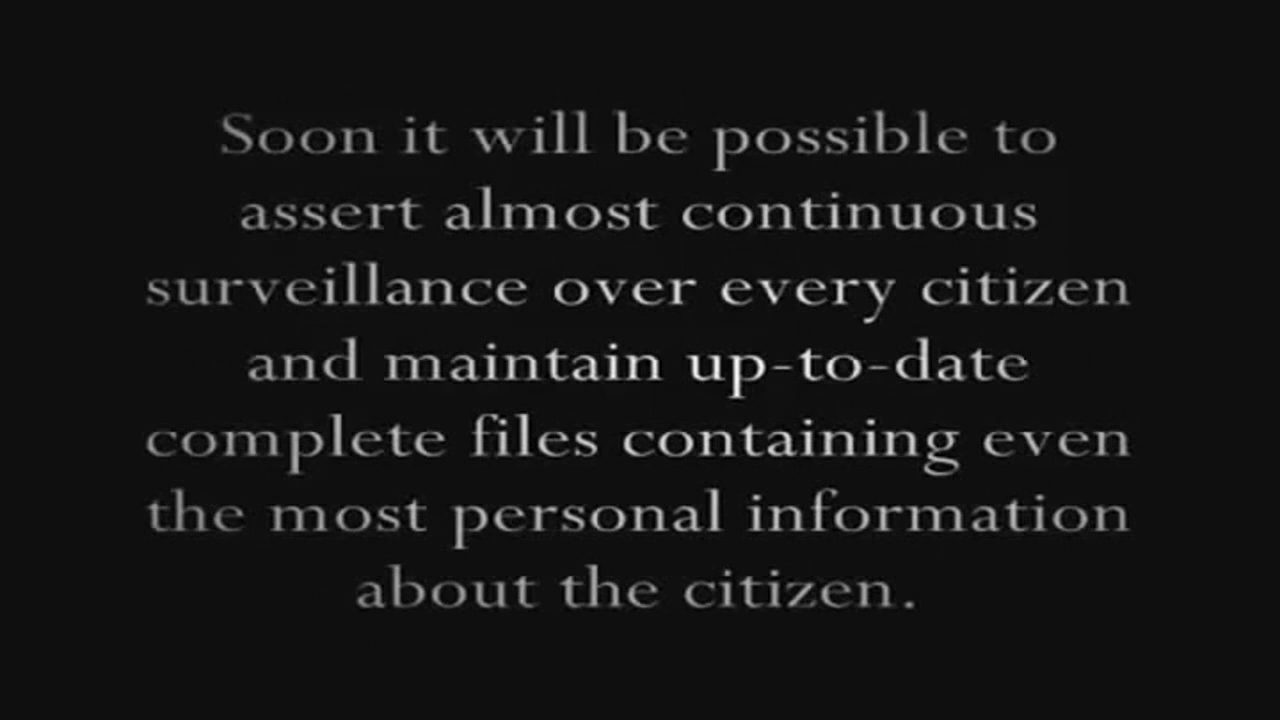 Soon it will be possible to
assert almost continuous
surveillance over every citizen
and maintain up-to-date
complete files containing even
the most personal information
about the citizen.